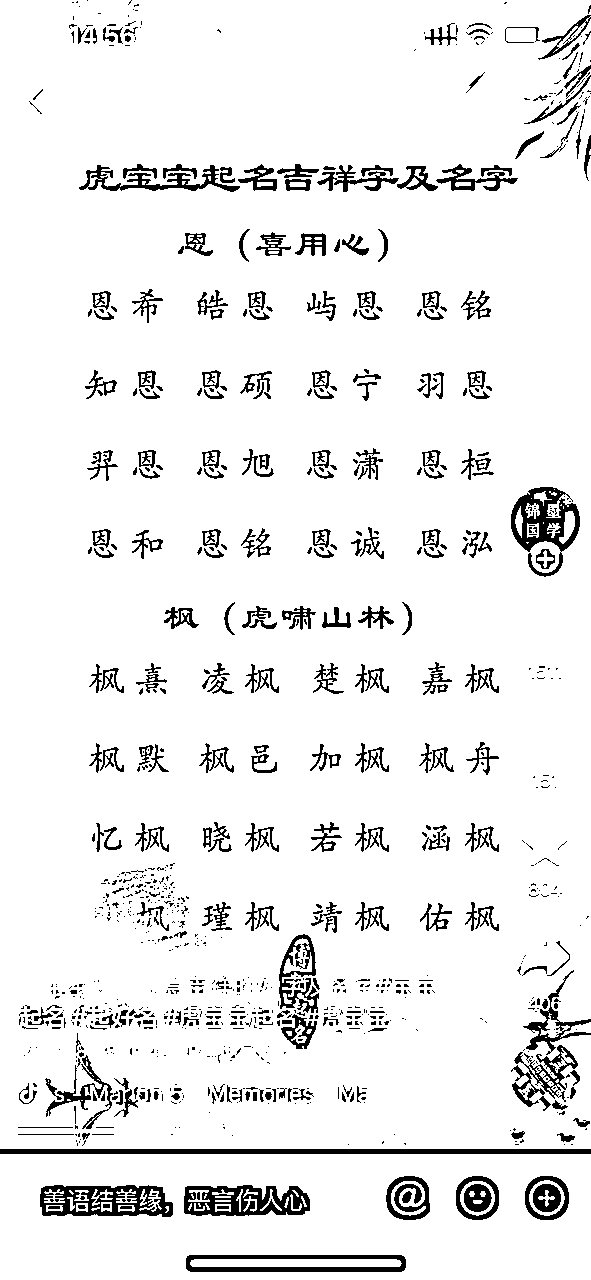 14:56
虎宝宝起名吉祥字及名字
恩（喜用心）
恩希 皓恩 屿恩 恩铭
知恩 恩硕 恩宁 羽恩
羿恩 恩旭 恩潇 恩桓
恩和 恩铭 恩诚 恩泓
锦墨
国学
枫（虎啸山林）
枫熹 凌枫 楚枫 嘉枫
1511
枫默 枫邑 加枫 枫舟
151
忆枫 晓枫 若枫 涵枫
804
枫 瑾枫 靖枫 佑枫
博
字
起
名
406
起名 #起好名 #虎宝宝起名 #虎宝宝
Maroon 5 Memories Ma
善语结善缘，恶言伤人心